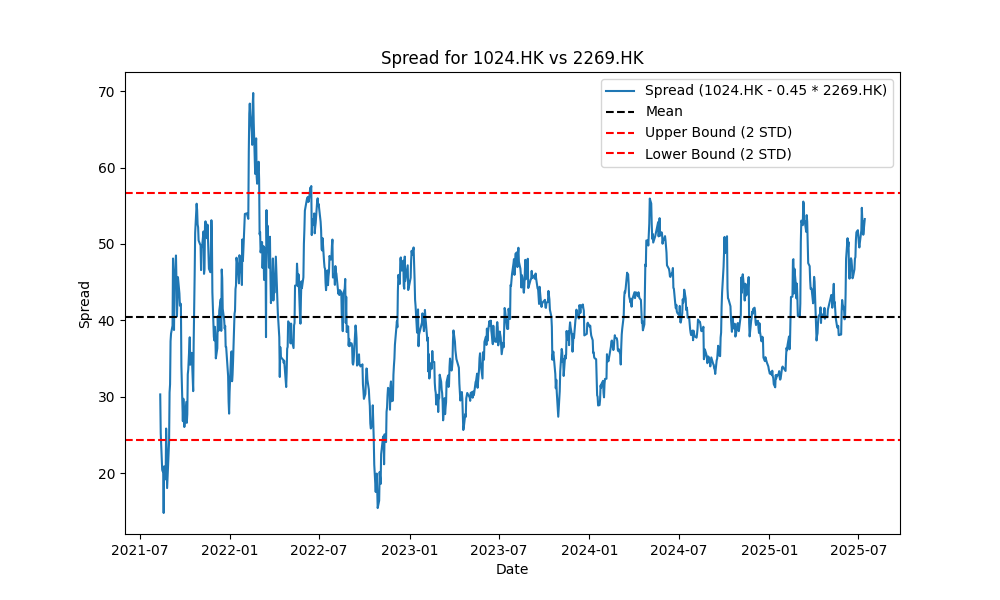 Spread for 1024.HK vs 2269.HK
Spread (1024.HK - 0.45 * 2269.HK)
Mean
Upper Bound (2 STD)
Lower Bound (2 STD)
Spread
70
60
50
40
30
20
2021-07
2022-01
2022-07
2023-01
2023-07
2024-01
2024-07
2025-01
2025-07
Date